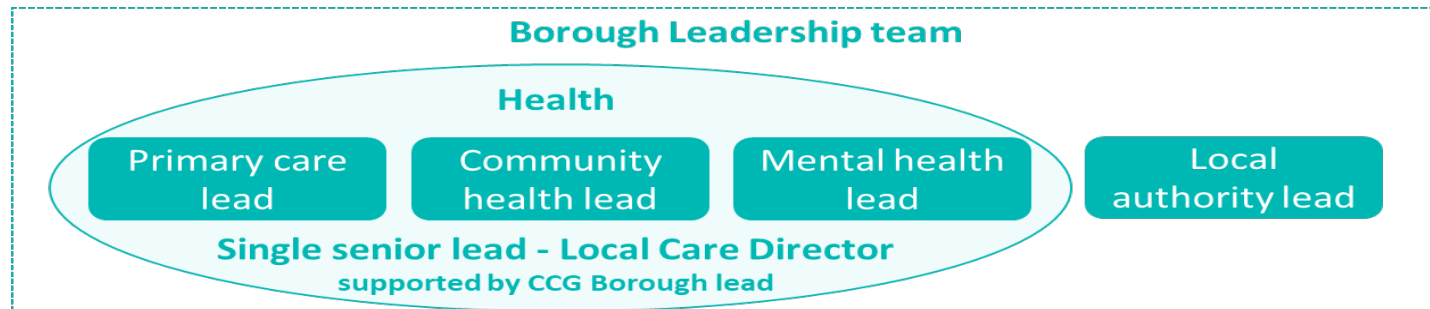 Borough Leadership team
Health
Primary care
lead
Community
health lead
Mental health
lead
Local
authority lead
Single senior lead - Local Care Director
supported by CCG Borough lead